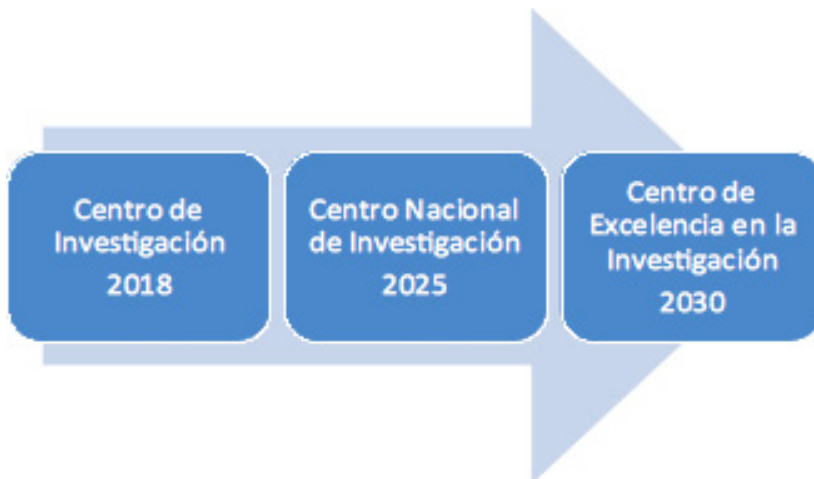 Centro de
Investigación
2018
Centro Nacional
de Investigación
2025
Centro de
Excelencia en la
Investigación
2030